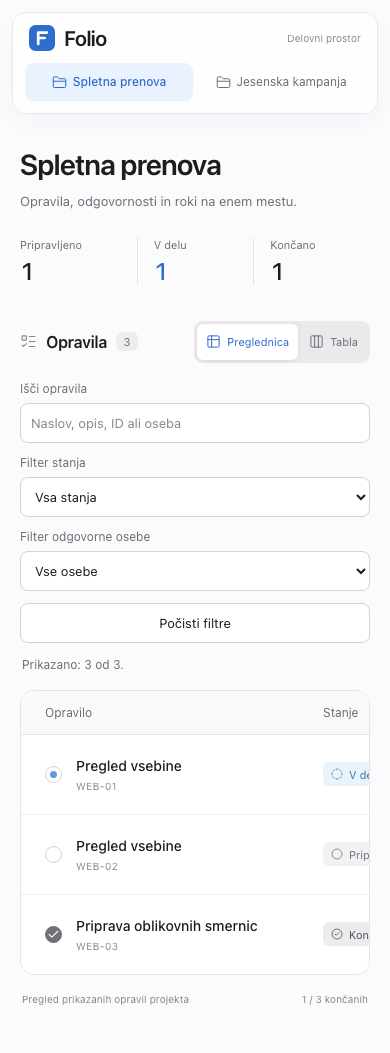 Folio
Delovni prostor
Spletna prenova
Jesenska kampanja
Spletna prenova
Opravila, odgovornosti in roki na enem mestu.
Pripravljeno
V delu
Končano
1
1
1
Opravila 3
Preglednica
Tabla
Išči opravila
Naslov, opis, ID ali oseba
Filter stanja
Vsa stanja
Filter odgovorne osebe
Vse osebe
Počisti filtre
Prikazano: 3 od 3.
Opravilo
Stanje
Pregled vsebine
WEB-01
V de
Pregled vsebine
WEB-02
Prip
Priprava oblikovnih smernic
WEB-03
Kon
Pregled prikazanih opravil projekta
1 / 3 končanih